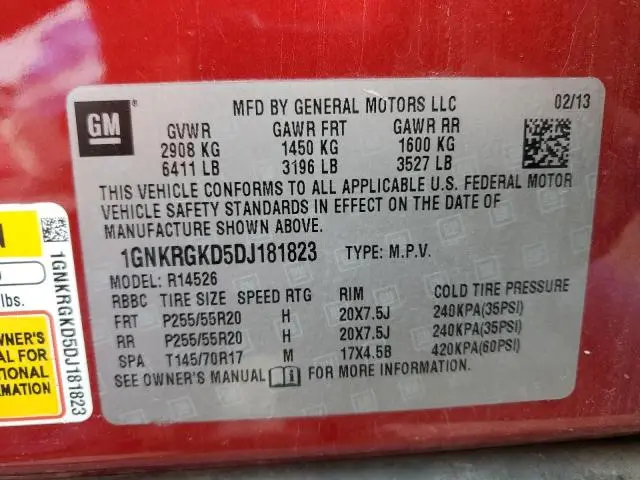 GM
MFD BY GENERAL MOTORS LLC 02/13
GVWR GAWR FRT GAWR RR
2908 KG 1450 KG 1600 KG
6411 LB 3196 LB 3527 LB
THIS VEHICLE CONFORMS TO ALL APPLICABLE U.S. FEDERAL MOTOR
VEHICLE SAFETY STANDARDS IN EFFECT ON THE DATE OF
MANUFACTURE SHOWN ABOVE.
1GNKRGKD5DJ181823 TYPE: M.P.V.
MODEL: R14526
RBBC TIRE SIZE SPEED RTG RIM COLD TIRE PRESSURE
FRT P255/55R20 H 20X7.5J 240KPA(35PSI)
RR P255/55R20 H 20X7.5J 240KPA(35PSI)
SPA T145/70R17 M 17X4.5B 420KPA(60PSI)
SEE OWNER'S MANUAL FOR MORE INFORMATION.
lbs.
OWNER'S
FOR
1GNKRGKD5DJ181823